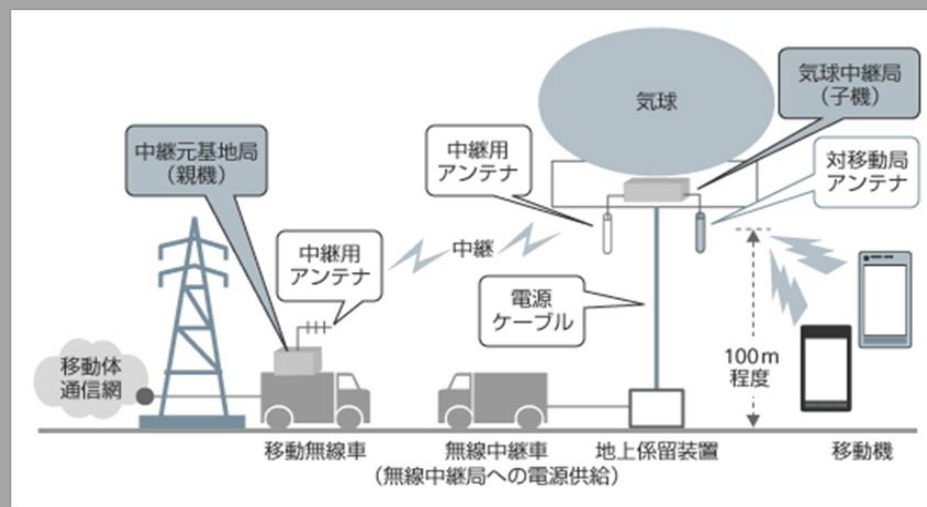 気球
気球中継局
（子機）
中継元基地局
（親機）
中継用
アンテナ
対移動局
アンテナ
中継用
アンテナ
中継
電源
ケーブル
移動体
通信網
100m
程度
移動無線車
無線中継車
（無線中継局への電源供給）
地上係留装置
移動機